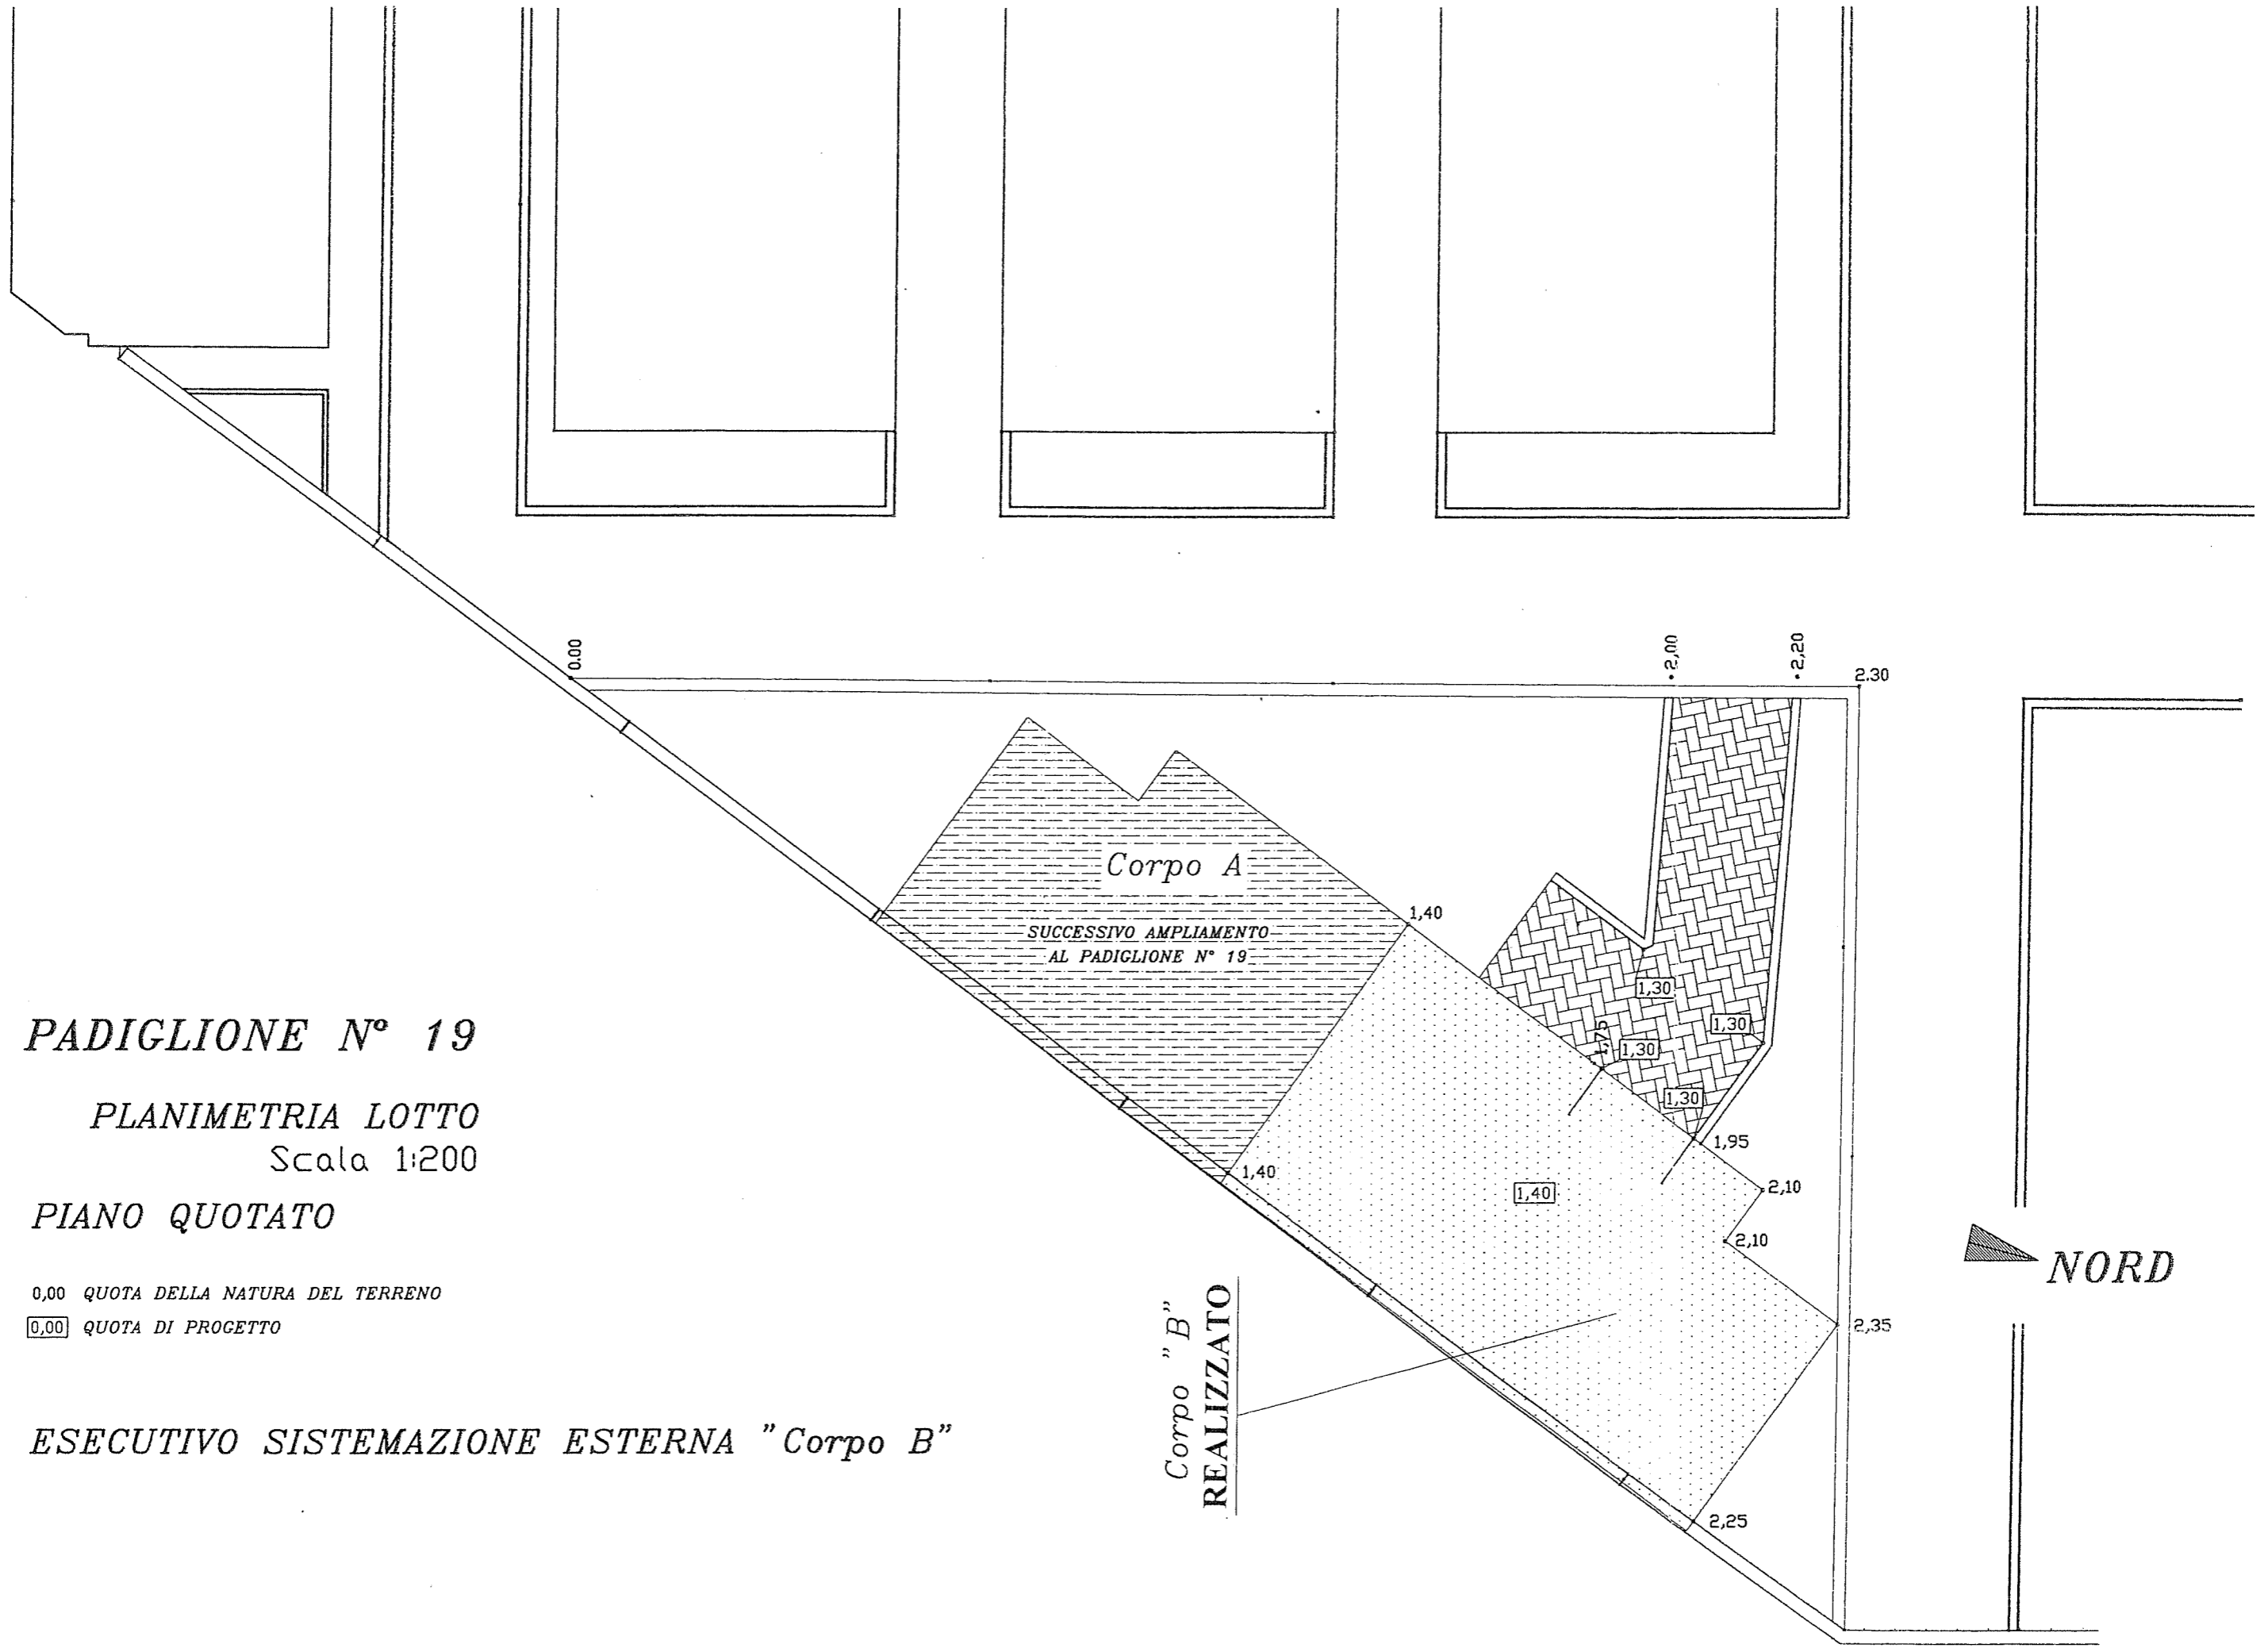 0.00
2,00
2,20
2.30
Corpo A
SUCCESSIVO AMPLIAMENTO
AL PADIGLIONE N° 19
1,40
1,30
1,30
1,75
1,30
1,30
1,95
1,40
1,40
2,10
2,10
2,35
2,25
NORD
PADIGLIONE N° 19
PLANIMETRIA LOTTO
Scala 1:200
PIANO QUOTATO
0,00 QUOTA DELLA NATURA DEL TERRENO
0,00 QUOTA DI PROGETTO
ESECUTIVO SISTEMAZIONE ESTERNA "Corpo B"
Corpo "B"
REALIZZATO